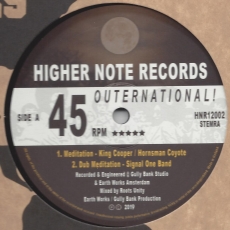 HIGHER NOTE RECORDS
OUTERNATIONAL!
SIDE A 45 RPM ★★★★★
HNR12002
STEMRA
1. Meditation - King Cooper / Hornsman Coyote
2. Dub Meditation - Signal One Band
Recorded & Engineered @ Gully Bank Studio
& Earth Works Amsterdam
Mixed by Roots Unity
Earth Works / Gully Bank Production
℗ © 2019